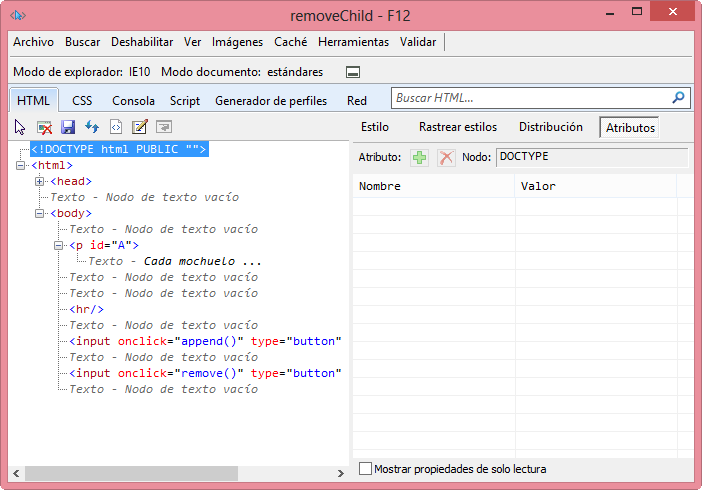 removeChild - F12
Archivo Buscar Deshabilitar Ver Imágenes Caché Herramientas Validar
Modo de explorador: IE10 Modo documento: estándares
HTML CSS Consola Script Generador de perfiles Red Buscar HTML...
Estilo Rastrear estilos Distribución Atributos
Atributo: Nodo: DOCTYPE
Nombre Valor
<!DOCTYPE html PUBLIC "">
<html>
<head>
Texto - Nodo de texto vacío
<body>
Texto - Nodo de texto vacío
<p id="A">
Texto - Cada mochuelo ...
Texto - Nodo de texto vacío
Texto - Nodo de texto vacío
<hr/>
Texto - Nodo de texto vacío
<input onclick="append()" type="button"
Texto - Nodo de texto vacío
<input onclick="remove()" type="button"
Texto - Nodo de texto vacío
Mostrar propiedades de solo lectura